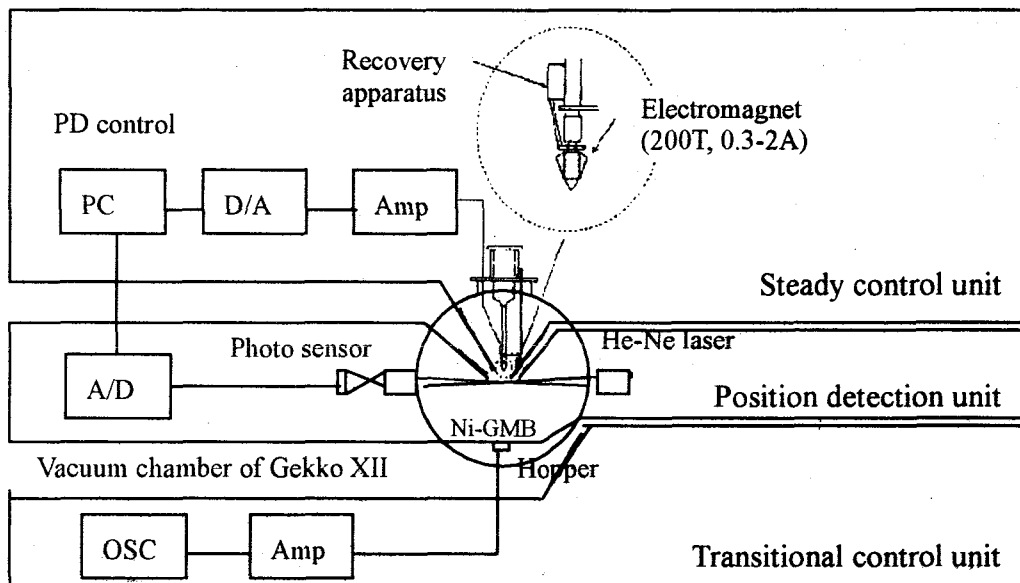 Recovery
apparatus
Electromagnet
(200T, 0.3-2A)
PD control
PC
D/A
Amp
Steady control unit
Photo sensor
He-Ne laser
A/D
Position detection unit
Ni-GMB
Vacuum chamber of Gekko XII
Hopper
OSC
Amp
Transitional control unit